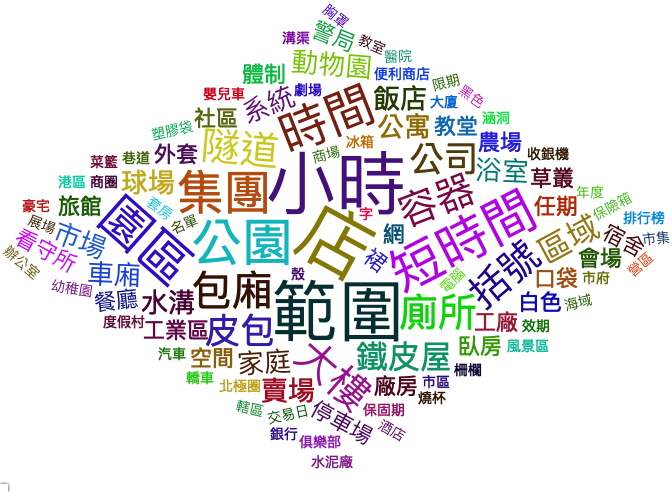 胸罩
溝渠
警局
教室
醫院
體制
動物園
便利商店
限期
嬰兒車
系統
劇場
時間
飯店
大廈
黑色
塑膠袋
社區
隧道
冰箱
公寓
教堂
涵洞
農場
菜籃
巷道
外套
商場
公司
收銀機
港區
商圈
球場
集團
小時
容器
浴室
草叢
年度
豪宅
旅館
套房
名單
字
任期
保險箱
排行榜
展場
看守所
市場
園區
公園
店
網
裙
短時間
區域
宿舍
市集
辦公室
幼稚園
車廂
殼
電腦
括號
會場
營區
餐廳
水溝
包廂
範圍
口袋
市府
度假村
工業區
皮包
廁所
工廠
白色
海域
效期
汽車
空間
家庭
大樓
鐵皮屋
臥房
風景區
轎車
北極圈
賣場
廠房
市區
柵欄
燒杯
轄區
交易日
停車場
保固期
酒店
銀行
俱樂部
水泥廠